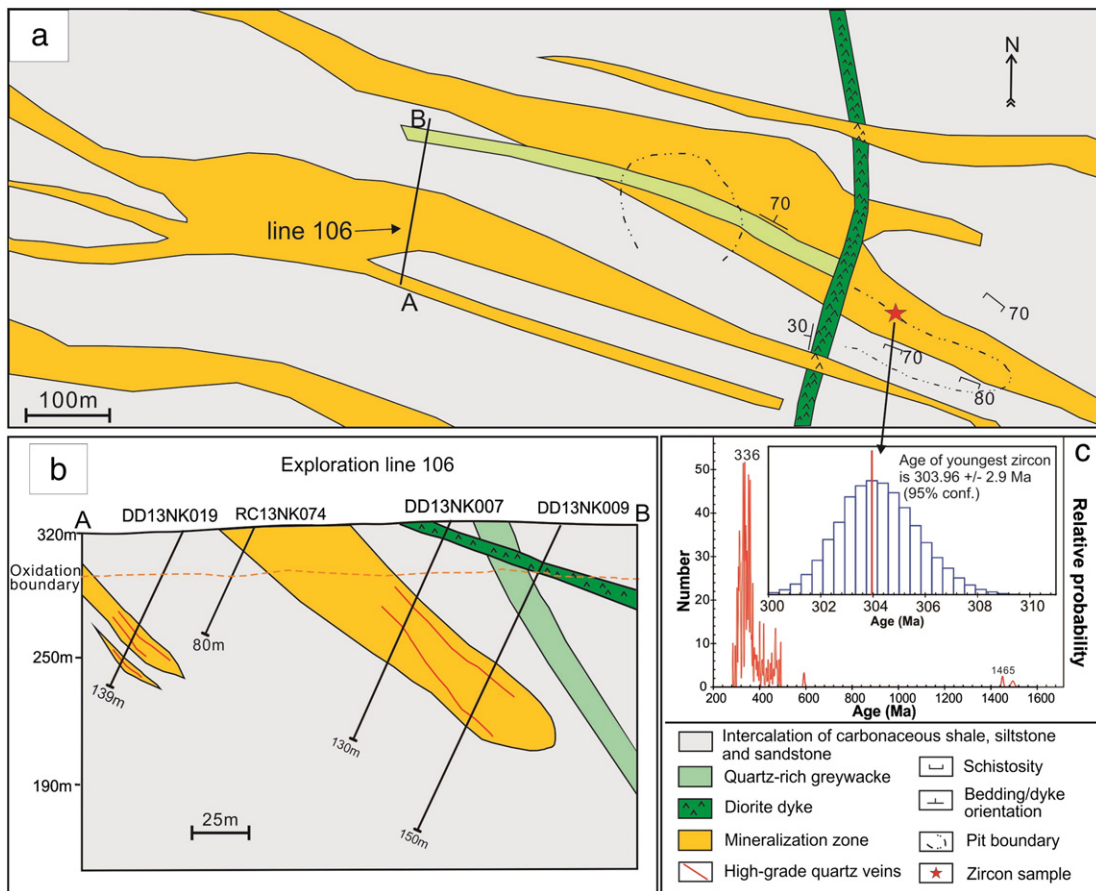 a
N
B
70
line 106
A
70
30
70
80
100m
b
Exploration line 106
A
DD13NK019
RC13NK074
DD13NK007
DD13NK009
B
320m
Oxidation
boundary
250m
190m
80m
139m
130m
150m
25m
c
336
Age of youngest zircon
is 303.96 +/- 2.9 Ma
(95% conf.)
50
40
30
20
10
0
Number
Relative probability
300 302 304 306 308 310
Age (Ma)
1465
200 400 600 800 1000 1200 1400 1600
Age (Ma)
Intercalation of carbonaceous shale, siltstone
and sandstone
Quartz-rich greywacke
Diorite dyke
Mineralization zone
High-grade quartz veins
Schistosity
Bedding/dyke
orientation
Pit boundary
Zircon sample